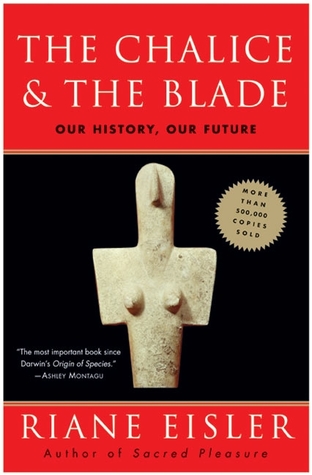 THE CHALICE
& THE BLADE
OUR HISTORY, OUR FUTURE
MORE
THAN
500,000
COPIES
SOLD
"The most important book since
Darwin's Origin of Species."
—ASHLEY MONTAGU
RIANE EISLER
Author of Sacred Pleasure